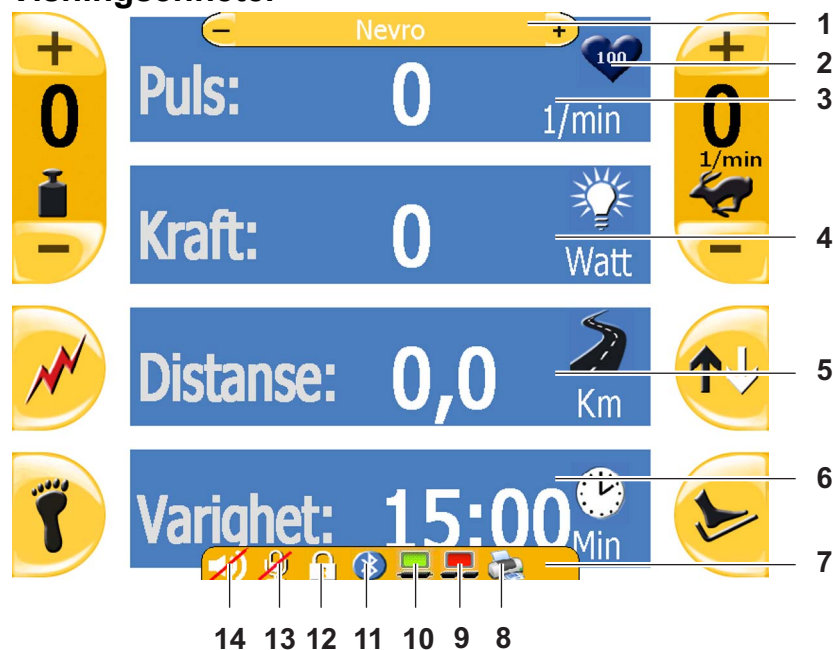 − Nevro + 1
+ 100 + 2
Puls: 0 1/min 3
0 0
1/min
Kraft: 0 Watt 4
− −
Distanse: 0,0 Km 5
6
Varighet: 15:00 Min
7
14 13 12 11 10 9 8